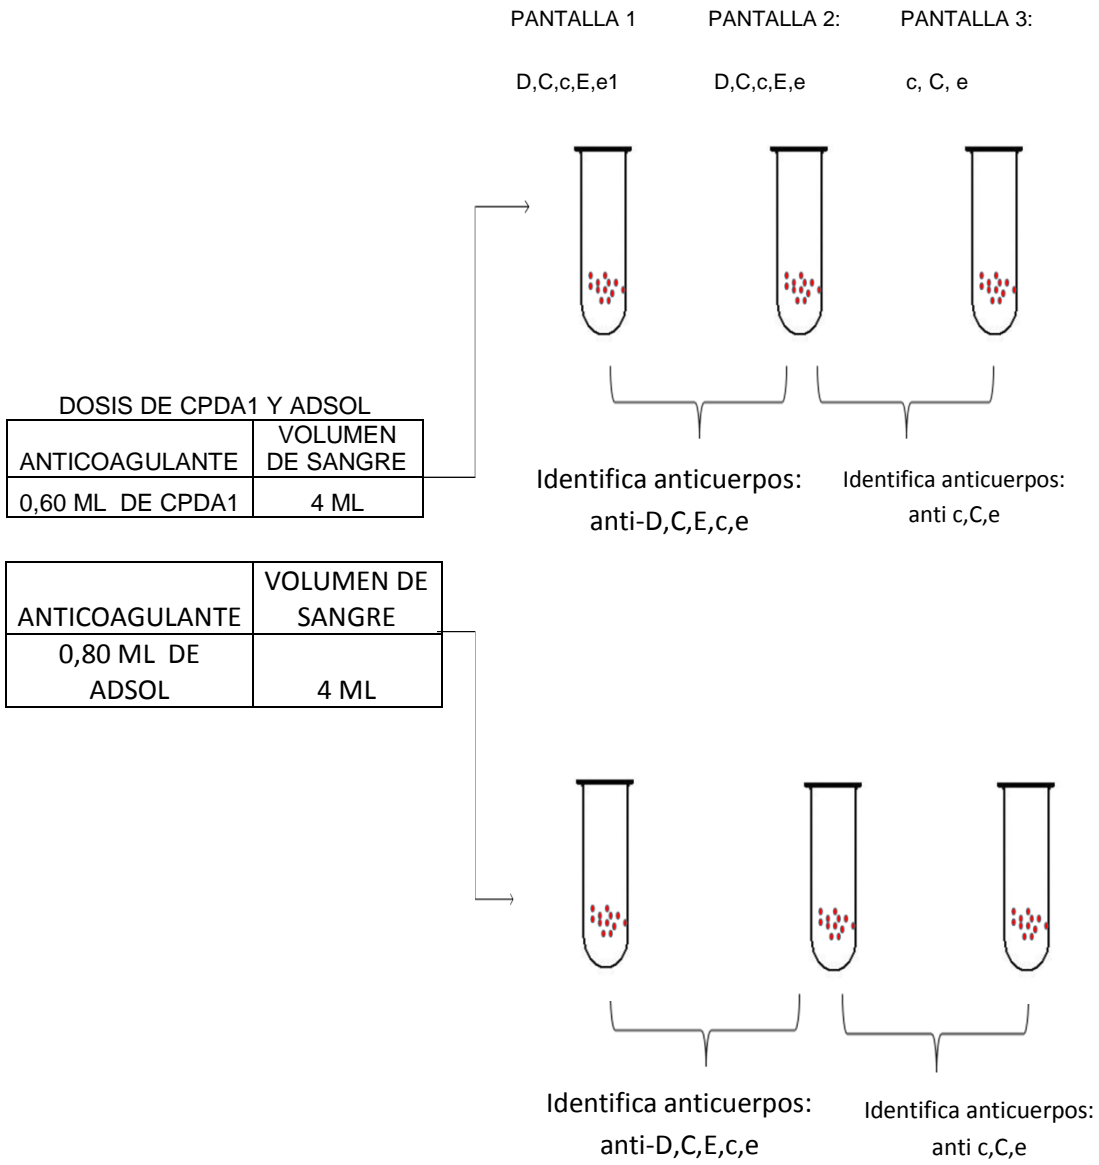 PANTALLA 1 PANTALLA 2: PANTALLA 3:
D,C,c,E,e1 D,C,c,E,e c, C, e
DOSIS DE CPDA1 Y ADSOL
ANTICOAGULANTE VOLUMEN
DE SANGRE
0,60 ML DE CPDA1 4 ML
Identifica anticuerpos:
anti-D,C,E,c,e
Identifica anticuerpos:
anti c,C,e
ANTICOAGULANTE VOLUMEN DE
SANGRE
0,80 ML DE
ADSOL 4 ML
Identifica anticuerpos:
anti-D,C,E,c,e
Identifica anticuerpos:
anti c,C,e